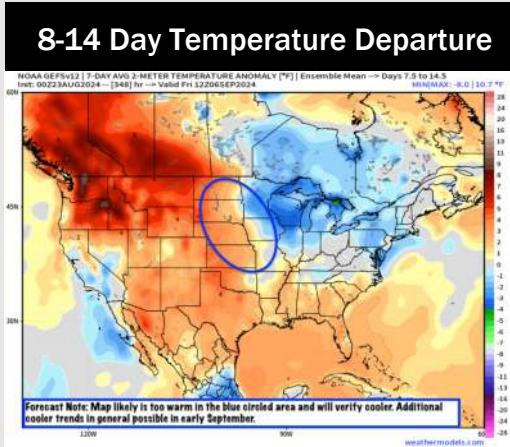 8-14 Day Temperature Departure
NOAA GEFSv12 | 7-DAY AVG 2-METER TEMPERATURE ANOMALY [°F] | Ensemble Mean --> Days 7.5 to 14.5
Init: 00Z23AUG2024 -- [348] hr --> Valid Fri 12Z06SEP2024 MIN|MAX: -8.0 | 10.7 °F
60N
45N
30N
120W
90W
Forecast Note: Map likely is too warm in the blue circled area and will verify cooler. Additional
cooler trends in general possible in early September.
weathermodels.com